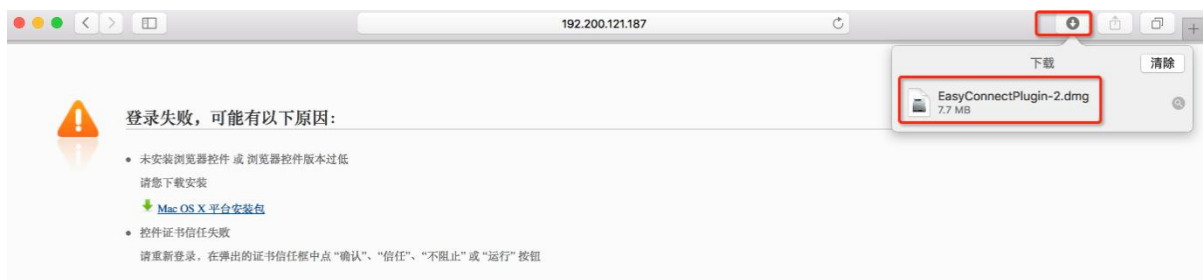 192.200.121.187
下载
清除
EasyConnectPlugin-2.dmg
7.7 MB
登录失败，可能有以下原因：
未安装浏览器控件 或 浏览器控件版本过低
请您下载安装
Mac OS X 平台安装包
控件证书信任失败
请重新登录，在弹出的证书信任框中点 “确认”、“信任”、“不阻止” 或 “运行” 按钮